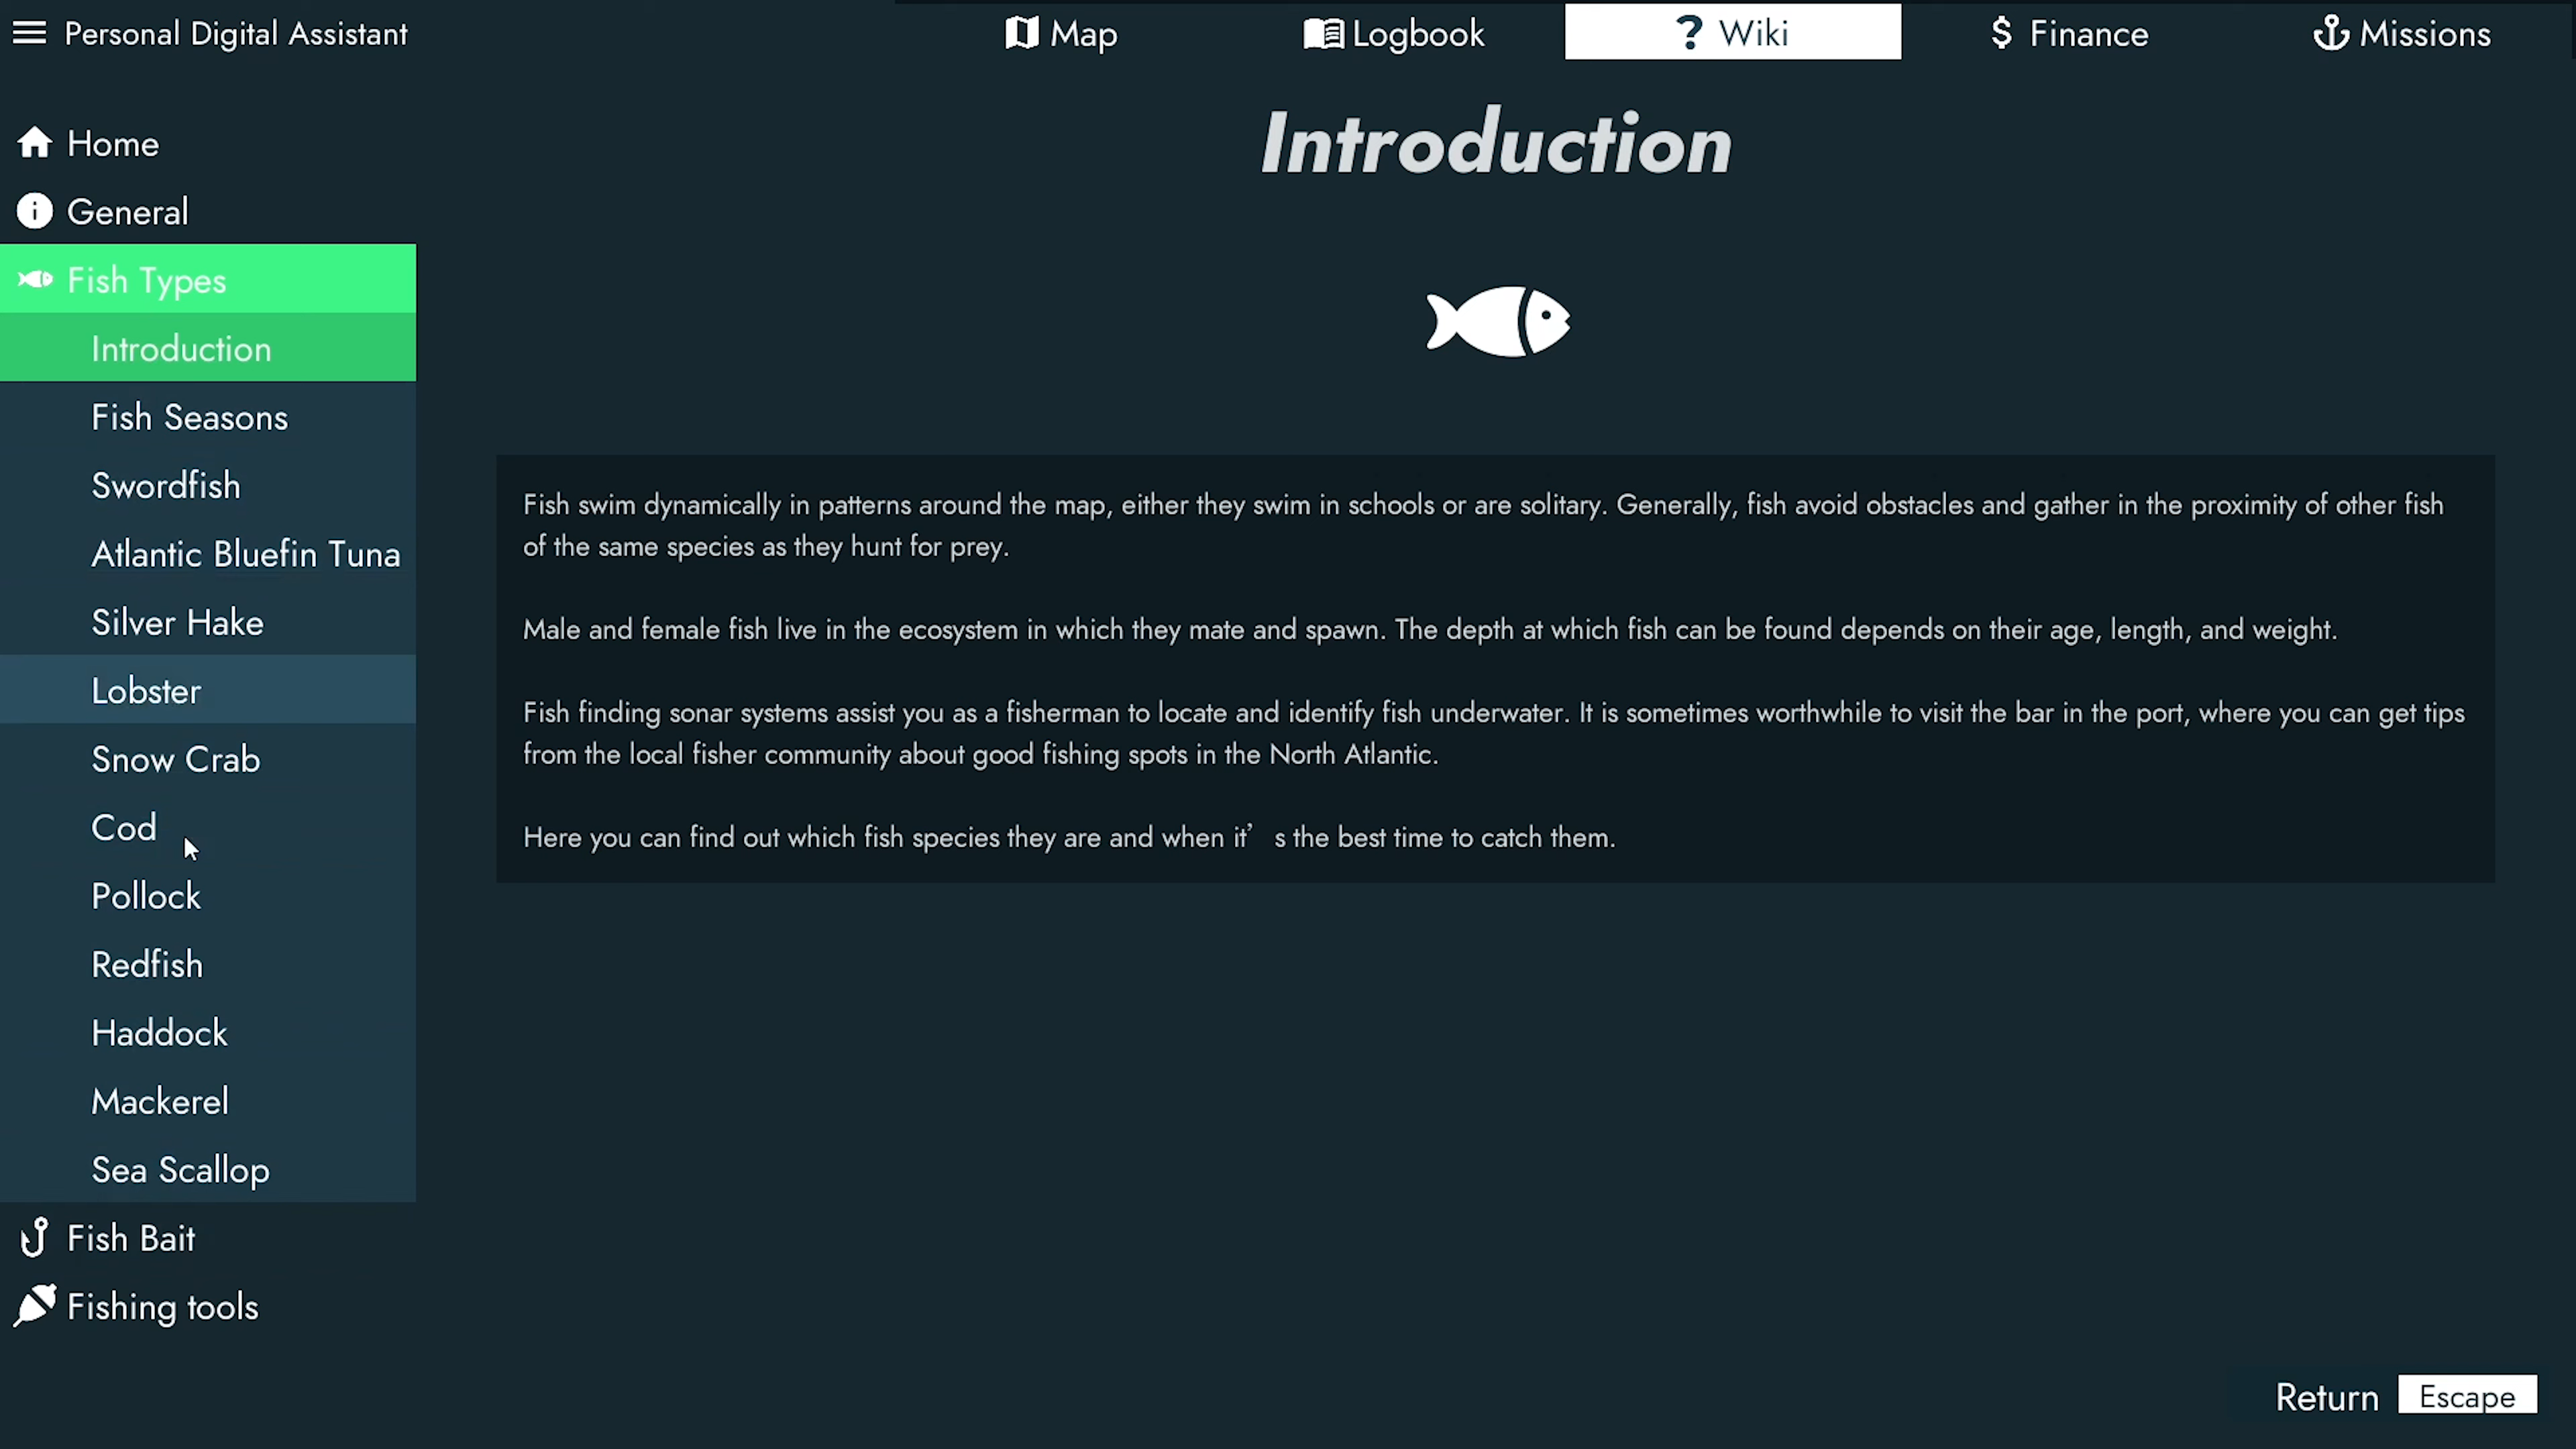 Personal Digital Assistant
Map
Logbook
? Wiki
$ Finance
Missions
Home
General
Fish Types
Introduction
Fish Seasons
Swordfish
Atlantic Bluefin Tuna
Silver Hake
Lobster
Snow Crab
Cod
Pollock
Redfish
Haddock
Mackerel
Sea Scallop
Fish Bait
Fishing tools
Introduction
Fish swim dynamically in patterns around the map, either they swim in schools or are solitary. Generally, fish avoid obstacles and gather in the proximity of other fish
of the same species as they hunt for prey.
Male and female fish live in the ecosystem in which they mate and spawn. The depth at which fish can be found depends on their age, length, and weight.
Fish finding sonar systems assist you as a fisherman to locate and identify fish underwater. It is sometimes worthwhile to visit the bar in the port, where you can get tips
from the local fisher community about good fishing spots in the North Atlantic.
Here you can find out which fish species they are and when it’ s the best time to catch them.
Return Escape